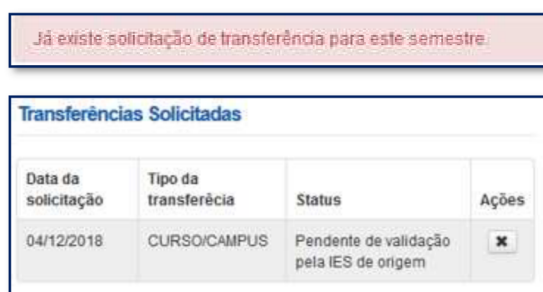 Já existe solicitação de transferência para este semestre.
Transferências Solicitadas
Data da solicitação Tipo da transferêcia Status Ações
04/12/2018 CURSO/CAMPUS Pendente de validação pela IES de origem ✖